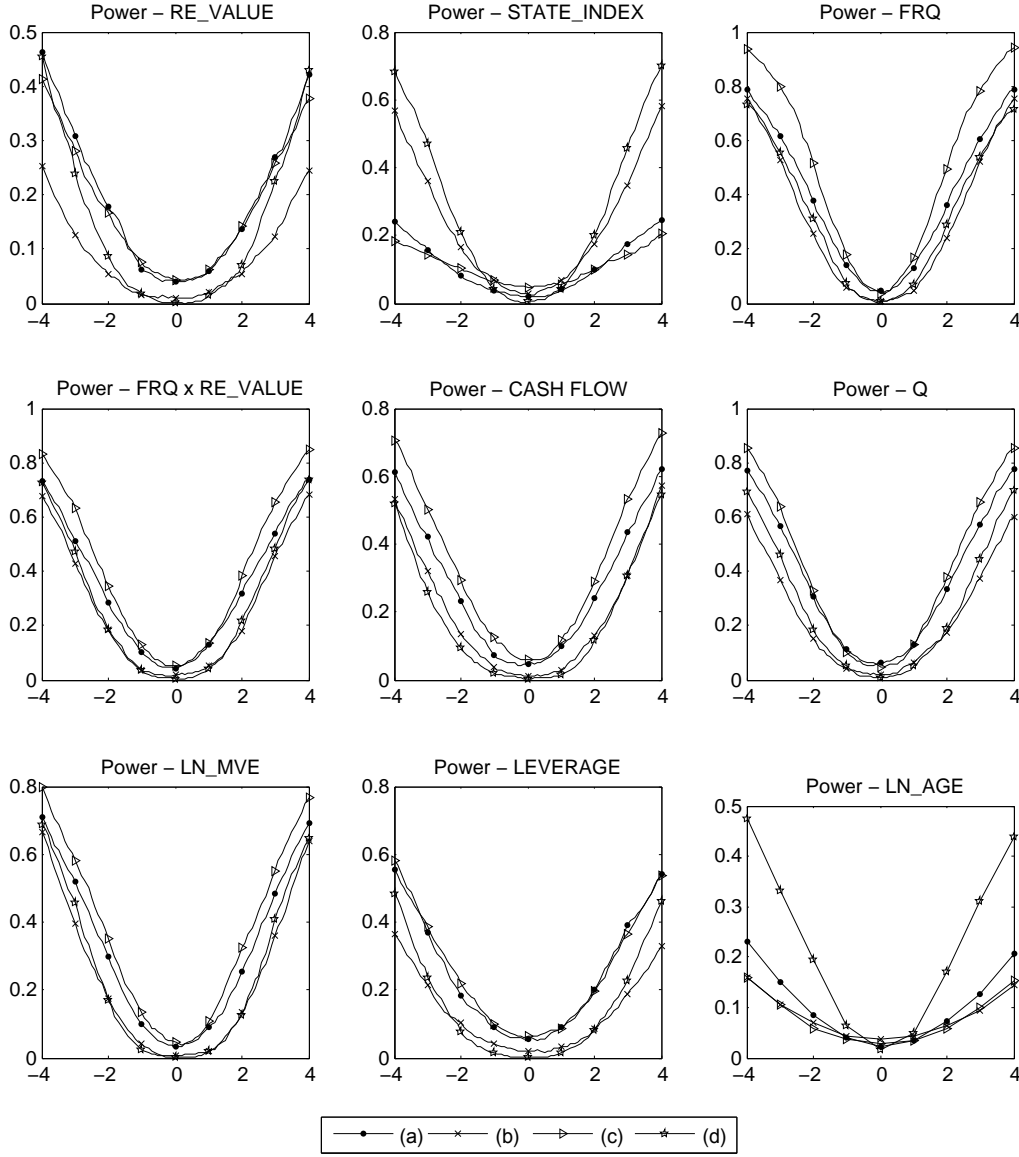 Power – RE_VALUE
Power – STATE_INDEX
Power – FRQ
0.5
0.4
0.3
0.2
0.1
0
−4 −2 0 2 4
0.8
0.6
0.4
0.2
0
−4 −2 0 2 4
1
0.8
0.6
0.4
0.2
0
−4 −2 0 2 4
Power – FRQ x RE_VALUE
Power – CASH FLOW
Power – Q
1
0.8
0.6
0.4
0.2
0
−4 −2 0 2 4
0.8
0.6
0.4
0.2
0
−4 −2 0 2 4
1
0.8
0.6
0.4
0.2
0
−4 −2 0 2 4
Power – LN_MVE
Power – LEVERAGE
Power – LN_AGE
0.8
0.6
0.4
0.2
0
−4 −2 0 2 4
0.8
0.6
0.4
0.2
0
−4 −2 0 2 4
0.5
0.4
0.3
0.2
0.1
0
−4 −2 0 2 4
(a) (b) (c) (d)